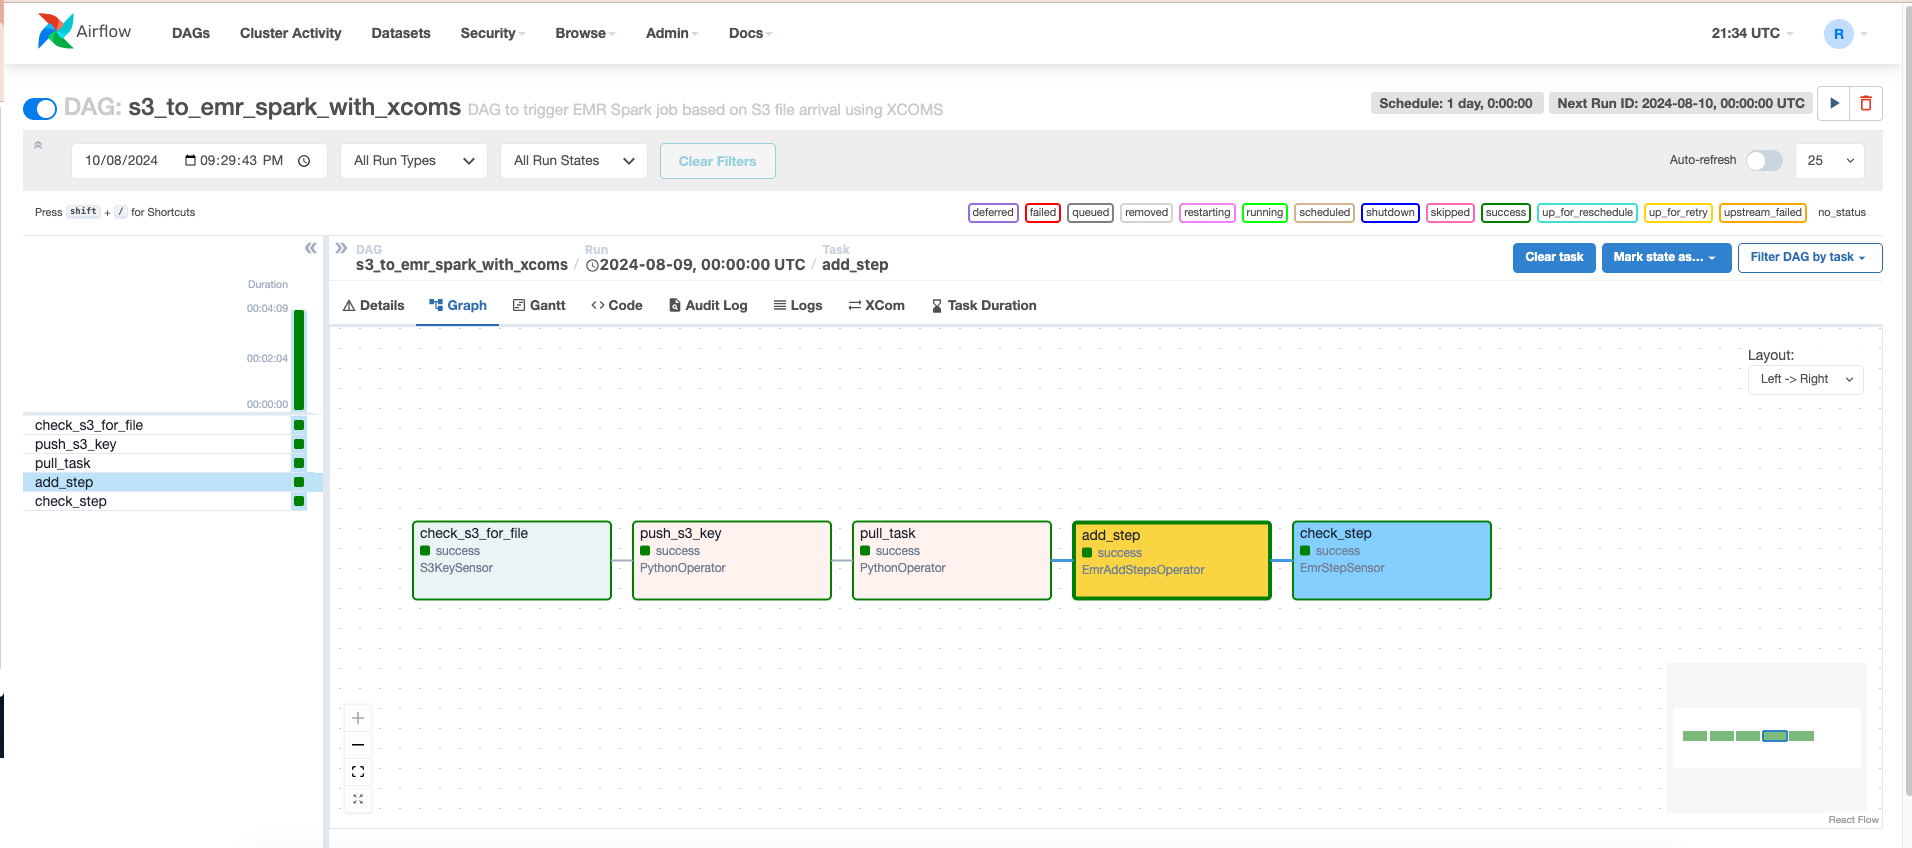 Airflow DAGs Cluster Activity Datasets Security Browse Admin Docs 21:34 UTC R
DAG: s3_to_emr_spark_with_xcoms DAG to trigger EMR Spark job based on S3 file arrival using XCOMS Schedule: 1 day, 0:00:00 Next Run ID: 2024-08-10, 00:00:00 UTC
10/08/2024 09:29:43 PM All Run Types All Run States Clear Filters Auto-refresh 25
Press shift + / for Shortcuts deferred failed queued removed restarting running scheduled shutdown skipped success up_for_reschedule up_for_retry upstream_failed no_status
DAG Run Task
s3_to_emr_spark_with_xcoms / 2024-08-09, 00:00:00 UTC / add_step Clear task Mark state as... Filter DAG by task
Details Graph Gantt Code Audit Log Logs XCom Task Duration
Duration
00:04:09
00:02:04
00:00:00
check_s3_for_file
push_s3_key
pull_task
add_step
check_step
Layout:
Left -> Right
check_s3_for_file
success
S3KeySensor
push_s3_key
success
PythonOperator
pull_task
success
PythonOperator
add_step
success
EmrAddStepsOperator
check_step
success
EmrStepSensor
React Flow